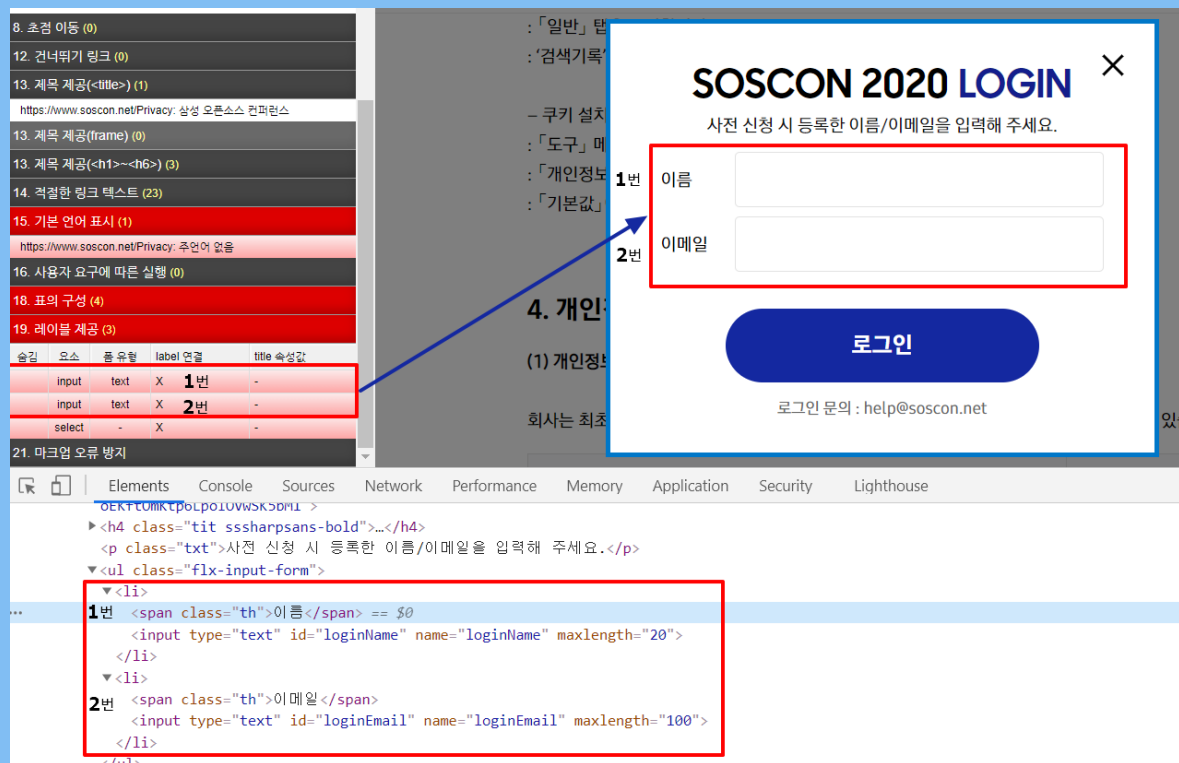 8. 초점 이동 (0)
12. 건너뛰기 링크 (0)
13. 제목 제공(<title>) (1)
https://www.soscon.net/Privacy: 삼성 오픈소스 컨퍼런스
13. 제목 제공(frame) (0)
13. 제목 제공(<h1>~<h6>) (3)
14. 적절한 링크 텍스트 (23)
15. 기본 언어 표시 (1)
https://www.soscon.net/Privacy: 주언어 없음
16. 사용자 요구에 따른 실행 (0)
18. 표의 구성 (4)
19. 레이블 제공 (3)
숨김 요소 폼 유형 label 연결 title 속성값
input text X 1번 -
input text X 2번 -
select - X -
21. 마크업 오류 방지
:「일반」탭
: ‘검색기록’
– 쿠키 설치
:「도구」메
:「개인정보
:「기본값」
4. 개인
(1) 개인정보
회사는 최초
있
SOSCON 2020 LOGIN
사전 신청 시 등록한 이름/이메일을 입력해 주세요.
1번 이름
2번 이메일
로그인
로그인 문의 : help@soscon.net
Elements Console Sources Network Performance Memory Application Security Lighthouse
<h4 class="tit sssharpsans-bold">…</h4>
<p class="txt">사전 신청 시 등록한 이름/이메일을 입력해 주세요.</p>
<ul class="flx-input-form">
<li>
1번 <span class="th">이름</span> == $0
<input type="text" id="loginName" name="loginName" maxlength="20">
</li>
<li>
2번 <span class="th">이메일</span>
<input type="text" id="loginEmail" name="loginEmail" maxlength="100">
</li>
</ul>